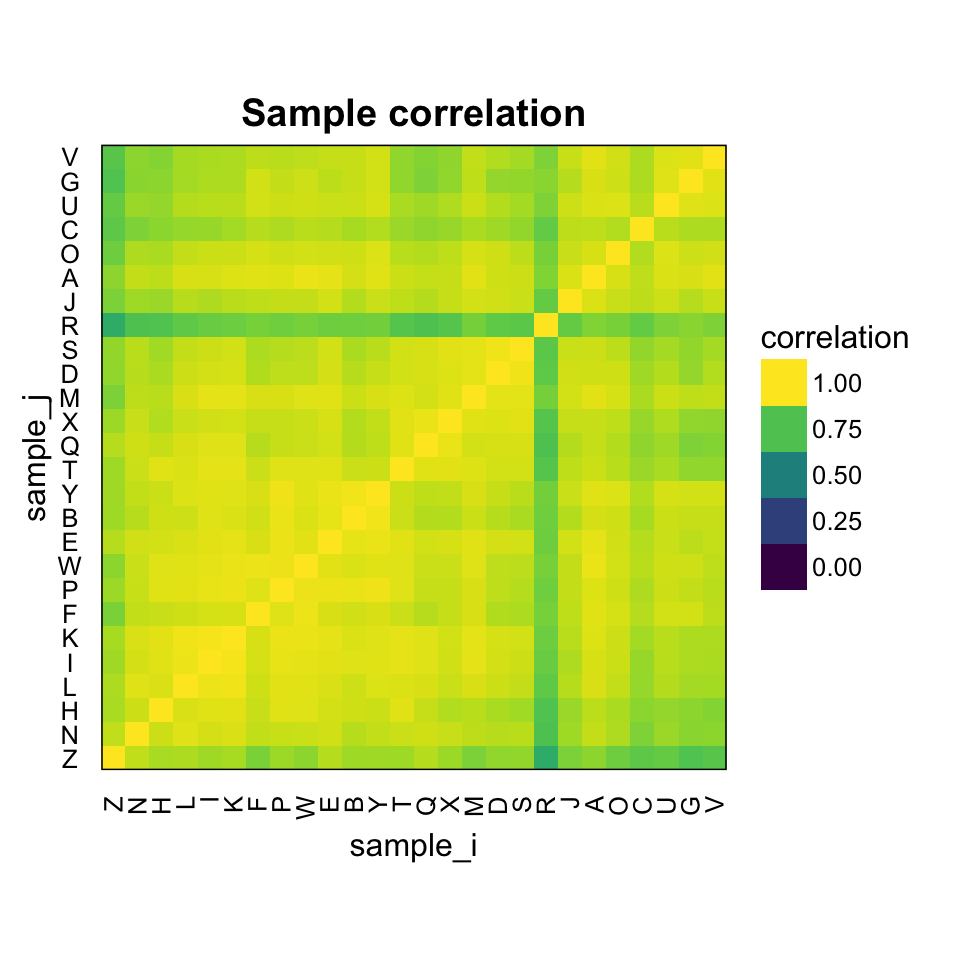 Sample correlation
V
G
U
C
O
A
J
R
S
D
M
X
Q
T
Y
B
E
W
P
F
K
I
L
H
N
Z
sample_j
Z N H L I K F P W E B Y T Q X M D S R J A O C U G V
sample_i
correlation
1.00
0.75
0.50
0.25
0.00